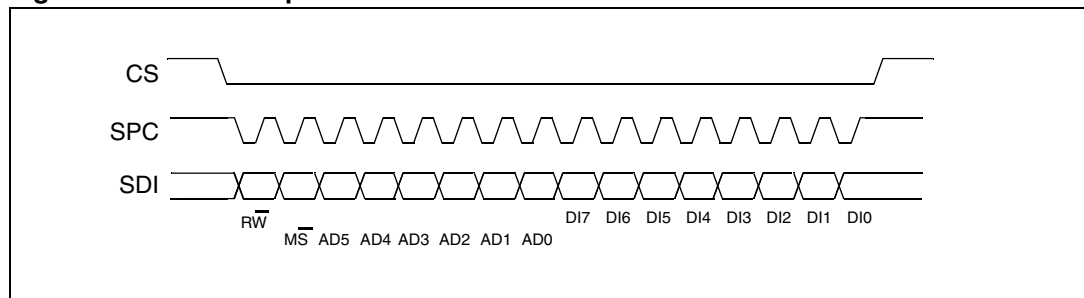 CS
SPC
SDI
RW DI7 DI6 DI5 DI4 DI3 DI2 DI1 DI0
MS AD5 AD4 AD3 AD2 AD1 AD0